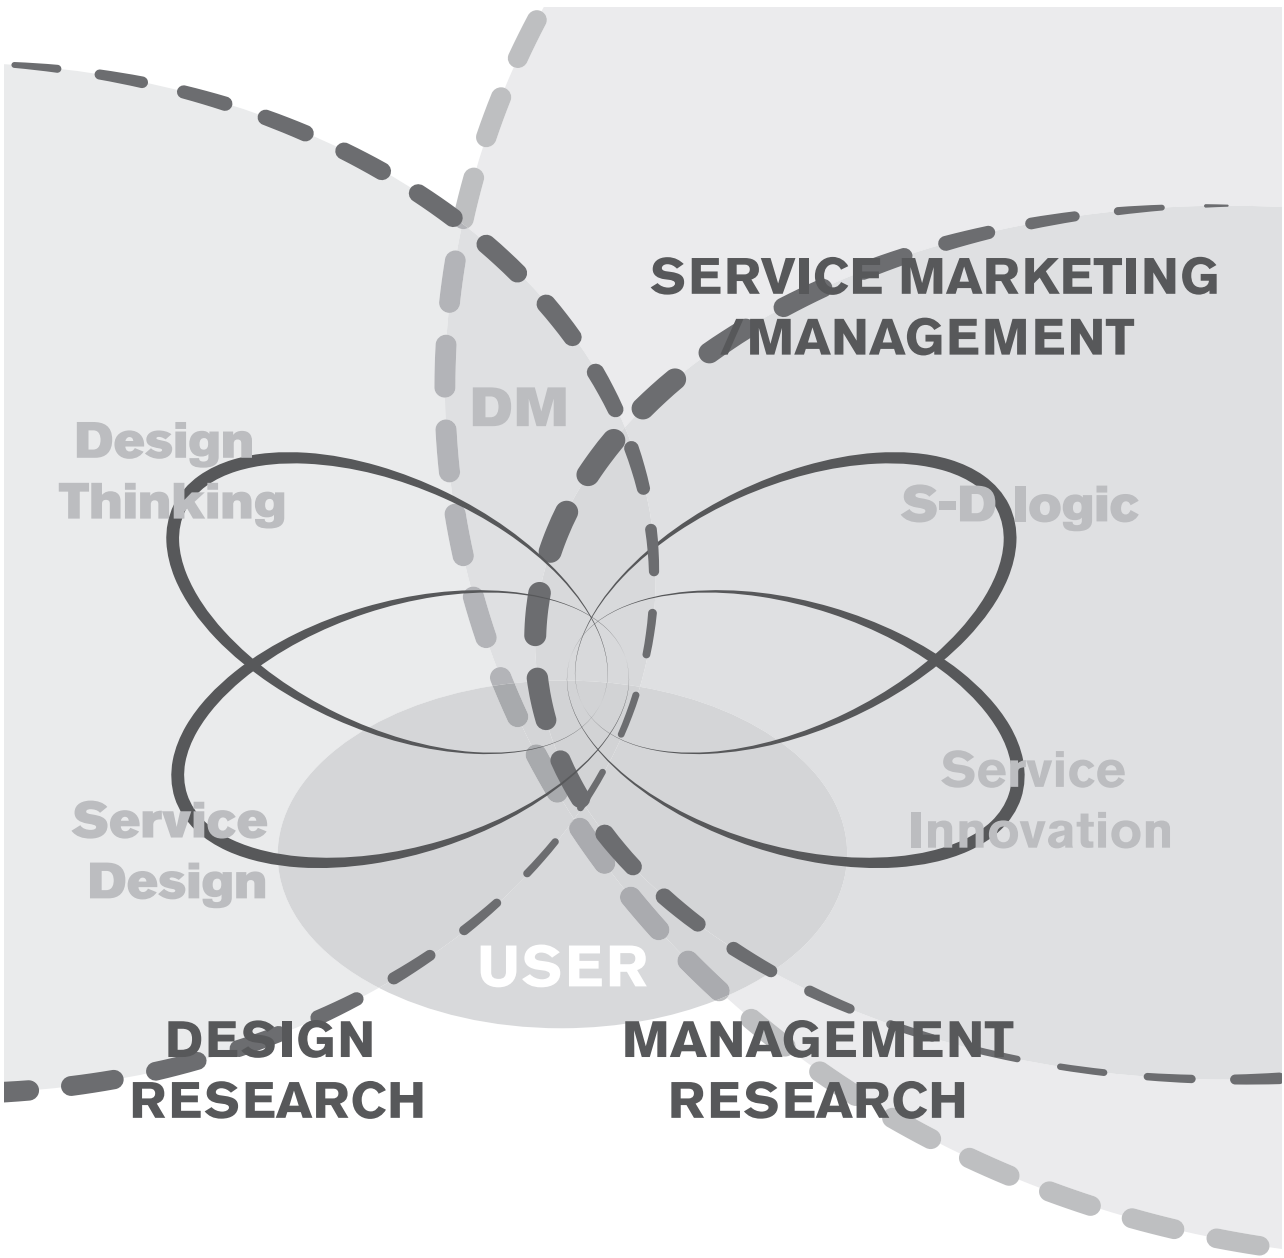 SERVICE MARKETING
/MANAGEMENT
DM
Design
Thinking
S-D logic
Service
Innovation
Service
Design
USER
DESIGN
RESEARCH
MANAGEMENT
RESEARCH